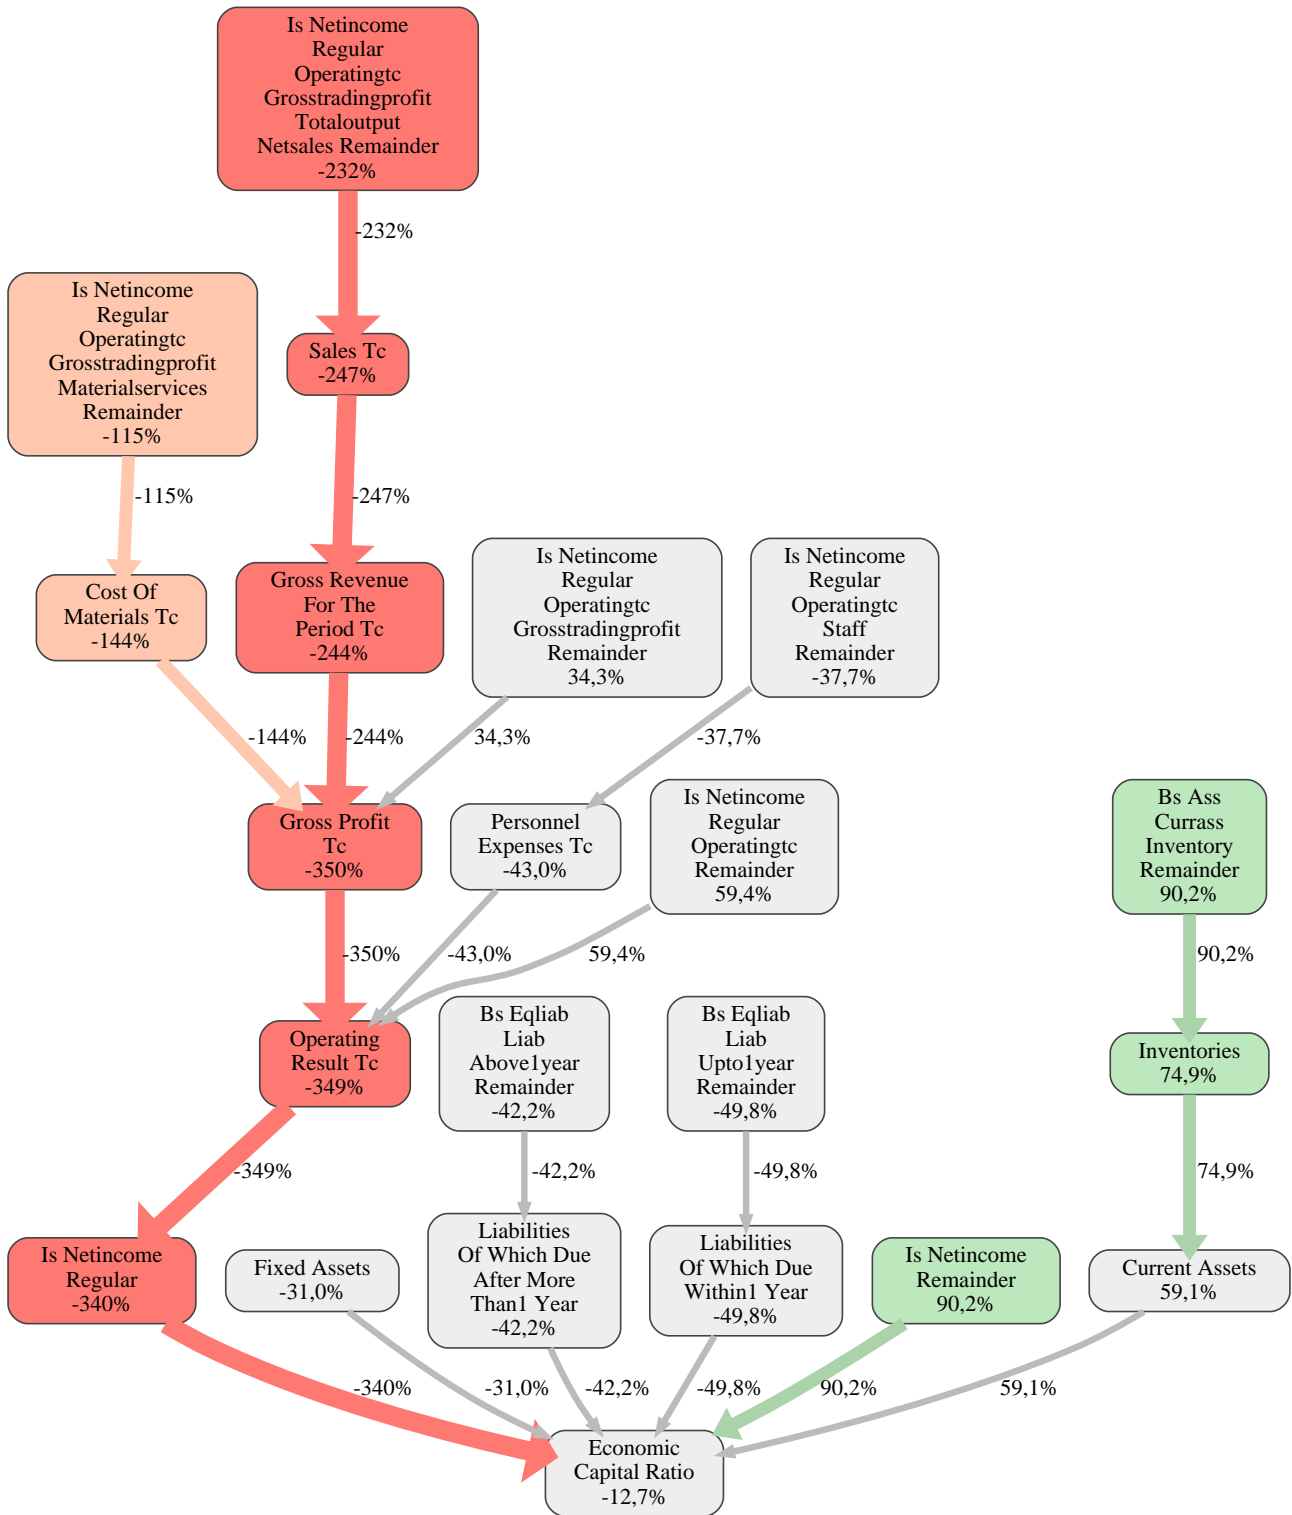 Is Netincome
Regular
Operatingtc
Grosstradingprofit
Totaloutput
Netsales Remainder
-232%
-232%
Is Netincome
Regular
Operatingtc
Grosstradingprofit
Materialservices
Remainder
-115%
Sales Tc
-247%
-115%
-247%
Is Netincome
Regular
Operatingtc
Grosstradingprofit
Remainder
34,3%
Is Netincome
Regular
Operatingtc
Staff
Remainder
-37,7%
Cost Of
Materials Tc
-144%
Gross Revenue
For The
Period Tc
-244%
-144%
-244%
34,3%
-37,7%
Gross Profit
Tc
-350%
Personnel
Expenses Tc
-43,0%
Is Netincome
Regular
Operatingtc
Remainder
59,4%
Bs Ass
Currass
Inventory
Remainder
90,2%
-350%
-43,0%
59,4%
90,2%
Operating
Result Tc
-349%
Bs Eqliab
Liab
Above1year
Remainder
-42,2%
Bs Eqliab
Liab
Upto1year
Remainder
-49,8%
Inventories
74,9%
-349%
-42,2%
-49,8%
74,9%
Is Netincome
Regular
-340%
Fixed Assets
-31,0%
Liabilities
Of Which Due
After More
Than1 Year
-42,2%
Liabilities
Of Which Due
Within1 Year
-49,8%
Is Netincome
Remainder
90,2%
Current Assets
59,1%
-340%
-31,0%
-42,2%
-49,8%
90,2%
59,1%
Economic
Capital Ratio
-12,7%